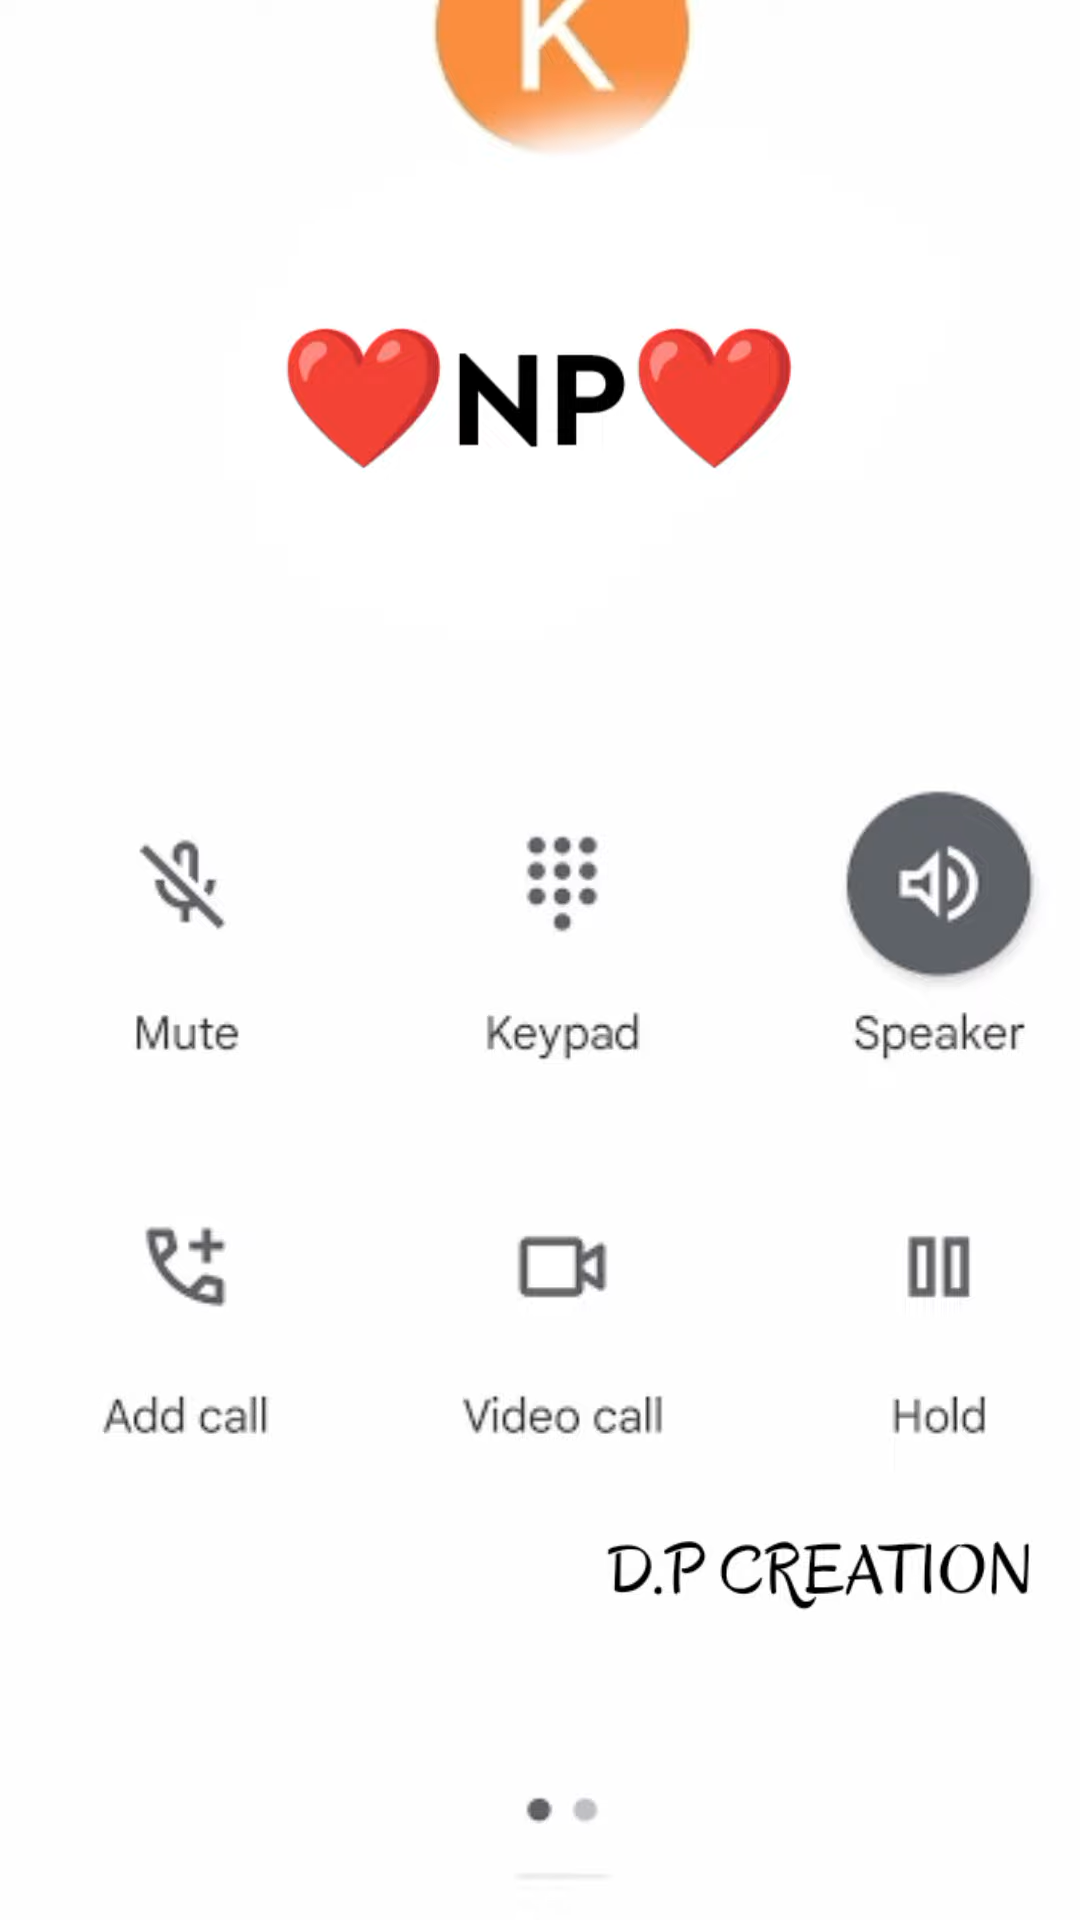 K
❤️NP❤️
Mute Keypad Speaker
Add call Video call Hold
D.P CREATION